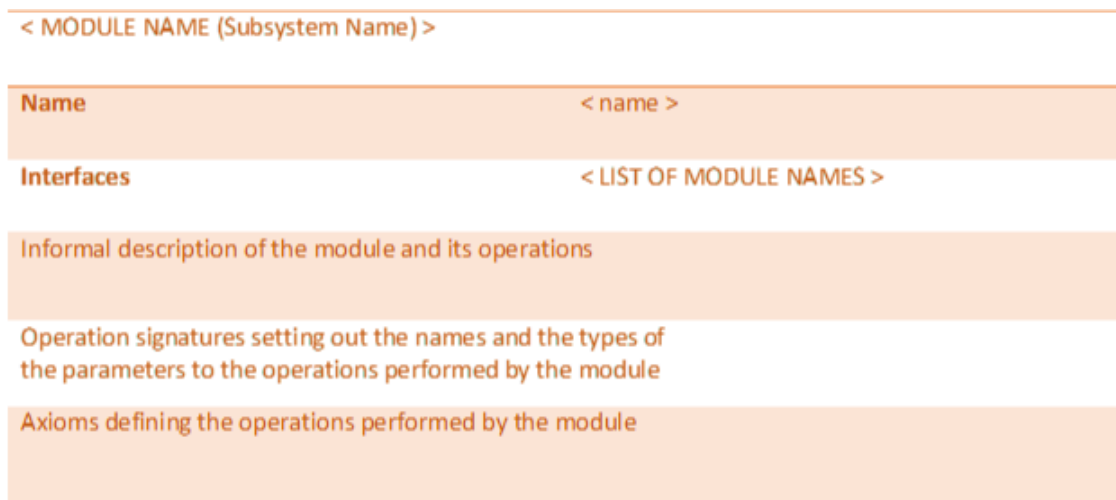 < MODULE NAME (Subsystem Name) >
Name < name >
Interfaces < LIST OF MODULE NAMES >
Informal description of the module and its operations
Operation signatures setting out the names and the types of
the parameters to the operations performed by the module
Axioms defining the operations performed by the module